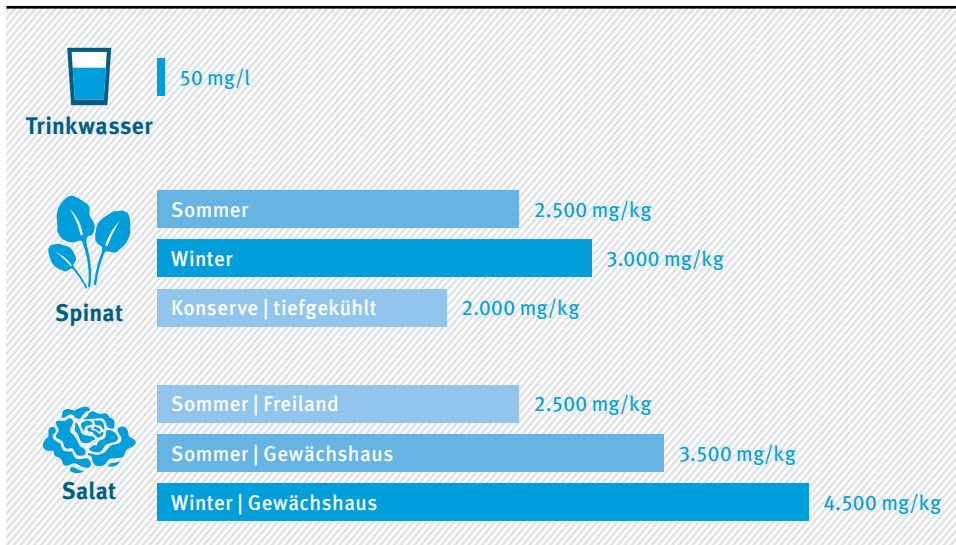 50 mg/l
Trinkwasser
Sommer 2.500 mg/kg
Winter 3.000 mg/kg
Konserve | tiefgekühlt 2.000 mg/kg
Spinat
Sommer | Freiland 2.500 mg/kg
Sommer | Gewächshaus 3.500 mg/kg
Salat
Winter | Gewächshaus 4.500 mg/kg